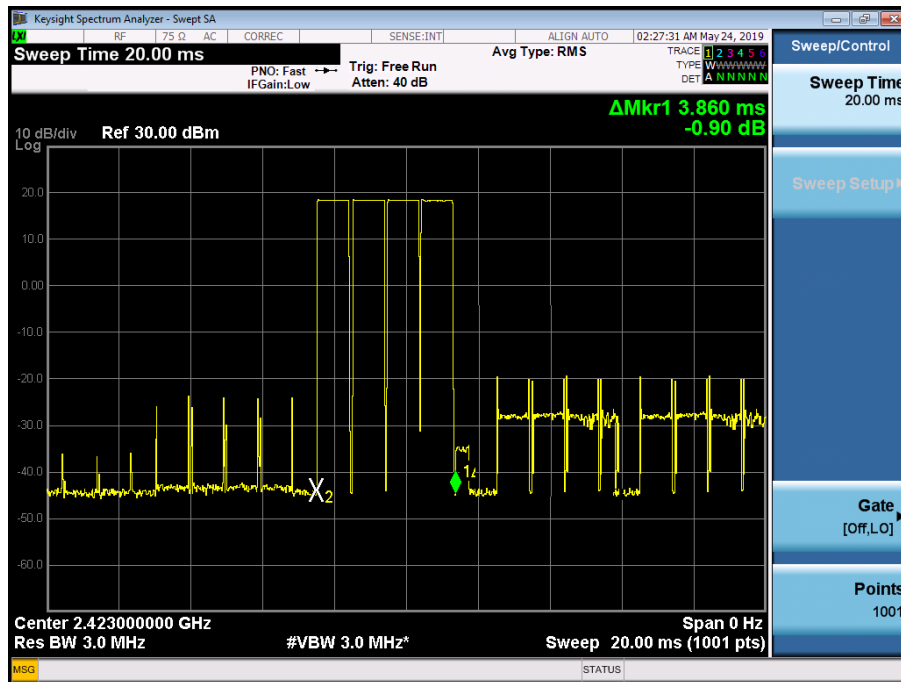 Keysight Spectrum Analyzer - Swept SA
LXI RF 75 Ω AC CORREC SENSE:INT ALIGN AUTO 02:27:31 AM May 24, 2019
Sweep Time 20.00 ms
PNO: Fast
IFGain:Low
Trig: Free Run
Atten: 40 dB
Avg Type: RMS
TRACE 1 2 3 4 5 6
TYPE WWWWWW
DET A N N N N N
ΔMkr1 3.860 ms
-0.90 dB
10 dB/div Ref 30.00 dBm
Log
20.0
10.0
0.00
-10.0
-20.0
-30.0
-40.0
-50.0
-60.0
X2
1Δ
Center 2.423000000 GHz Span 0 Hz
Res BW 3.0 MHz #VBW 3.0 MHz* Sweep 20.00 ms (1001 pts)
MSG STATUS
Sweep/Control
Sweep Time
20.00 ms
Sweep Setup
Gate
[Off,LO]
Points
1001